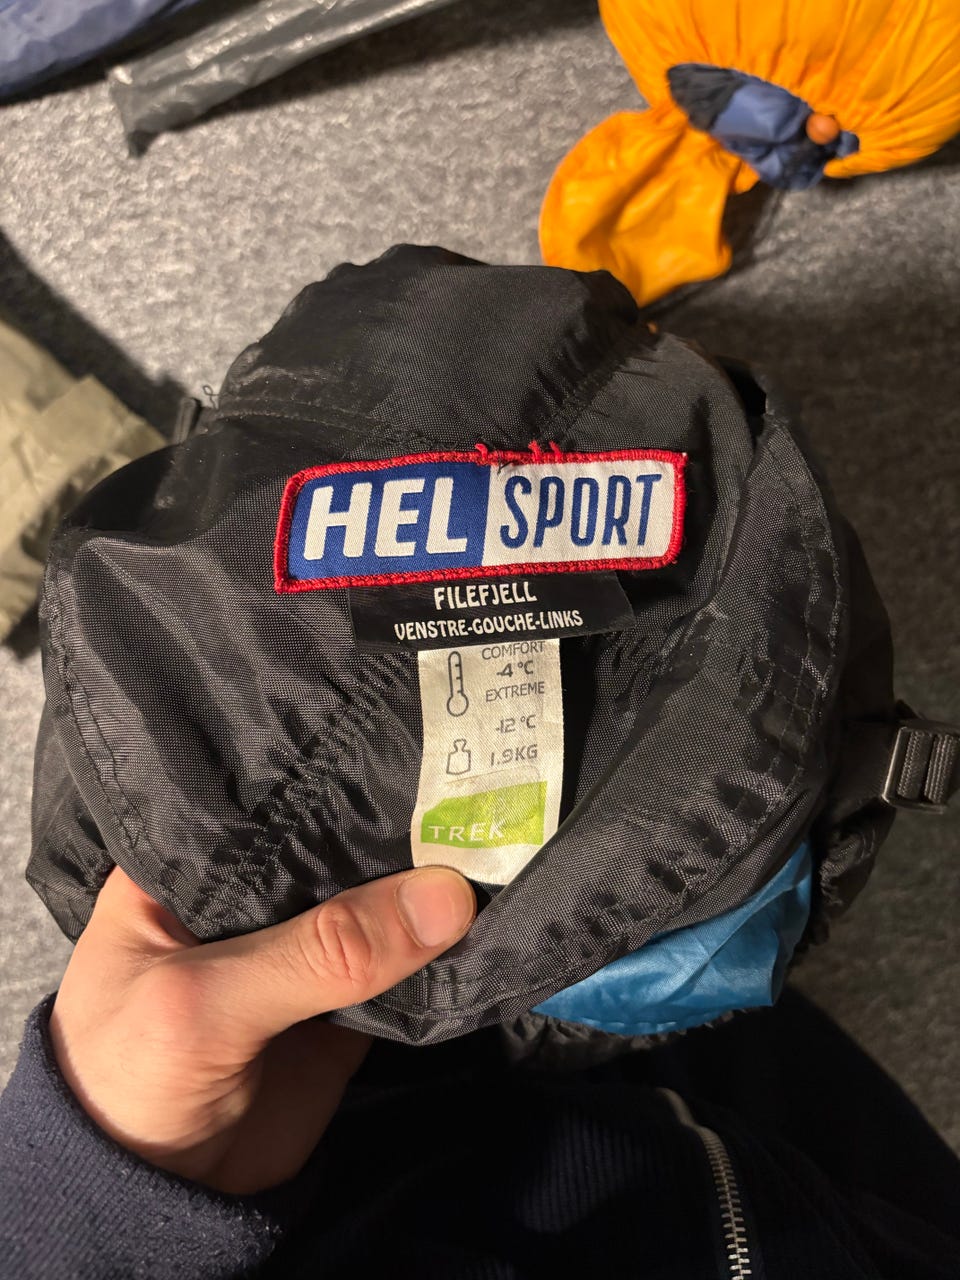 HEL SPORT
FILEFJELL
VENSTRE-GOUCHE-LINKS
COMFORT
-4 °C
EXTREME
-12 °C
1.9KG
TREK